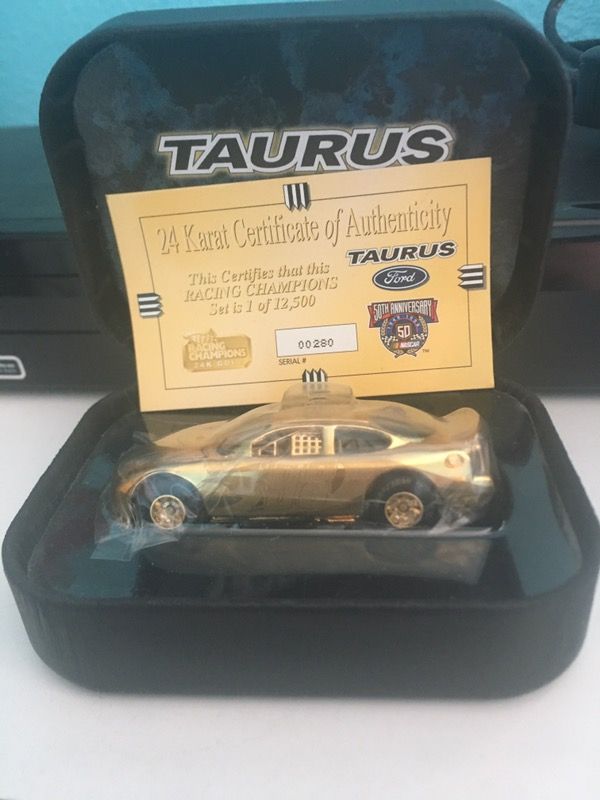 TAURUS
24 Karat Certificate of Authenticity
TAURUS
This Certifies that this
RACING CHAMPIONS
Set is 1 of 12,500
Ford
50TH ANNIVERSARY
50
NASCAR
TM
RACING
CHAMPIONS
24K GOLD
00280
SERIAL #